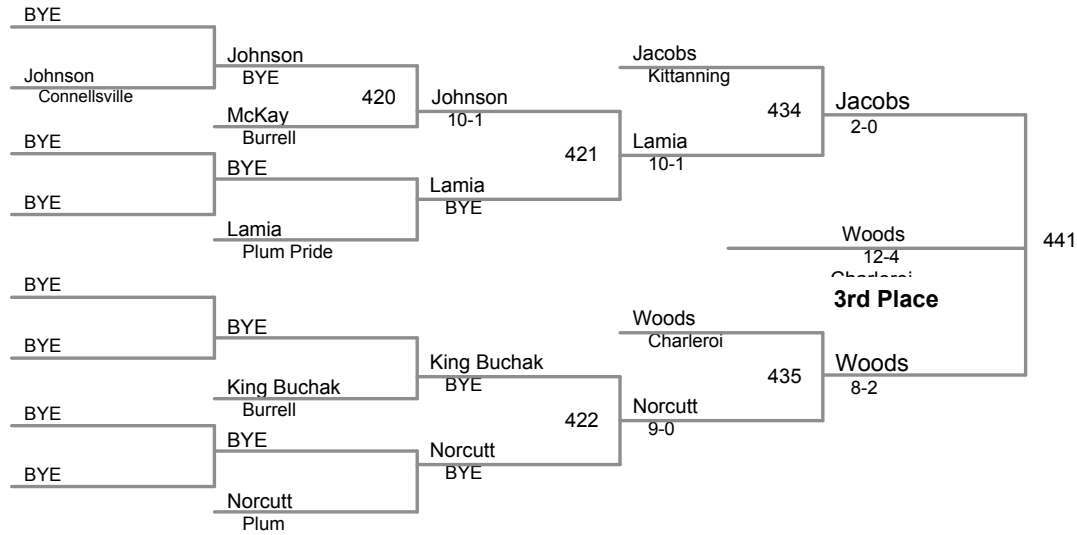 BYE
Johnson
Connellsville
BYE
BYE
BYE
BYE
BYE
BYE
Johnson
BYE
420
McKay
Burrell
BYE
Lamia
Plum Pride
BYE
King Buchak
Burrell
BYE
Norcutt
Plum
Johnson
10-1
421
Lamia
BYE
King Buchak
BYE
422
Norcutt
BYE
Jacobs
Kittanning
434
Lamia
10-1
Woods
Charleroi
435
Norcutt
9-0
Jacobs
2-0
Woods
12-4
Charleroi
3rd Place
441
Woods
8-2